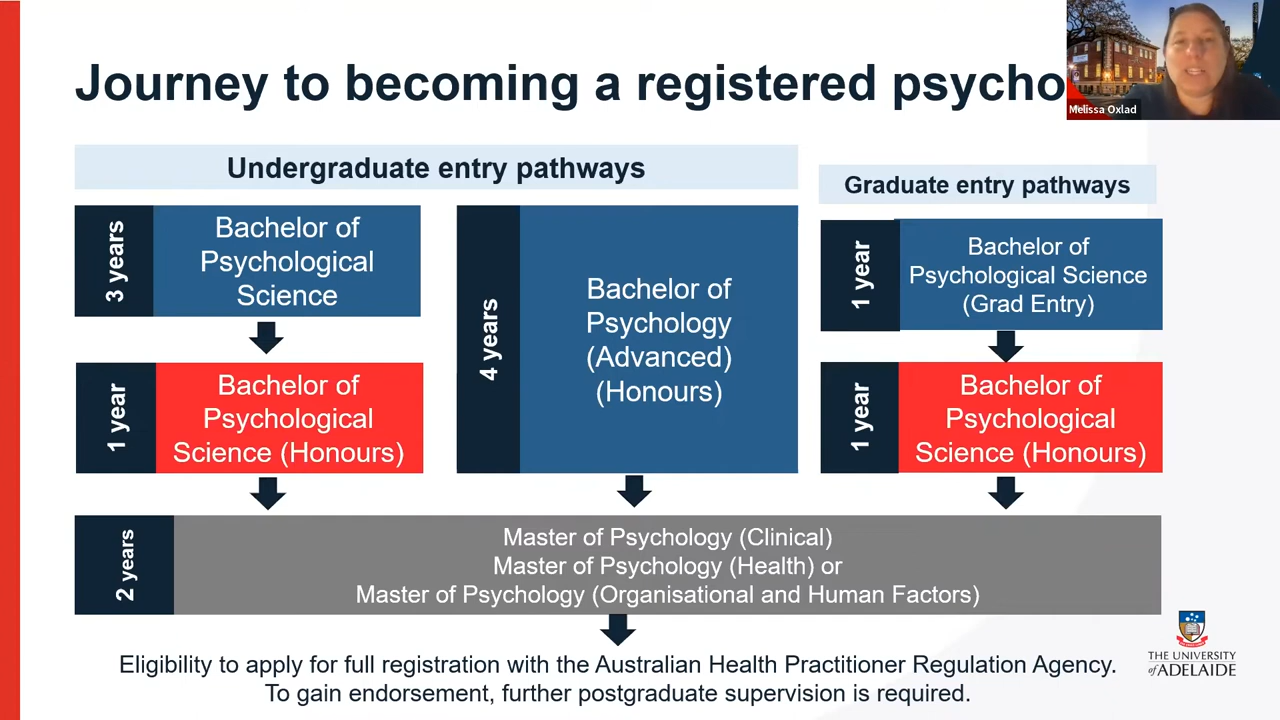 Journey to becoming a registered psycho
Melissa Oxlad
Undergraduate entry pathways
3 years
Bachelor of
Psychological
Science
1 year
Bachelor of
Psychological
Science (Honours)
4 years
Bachelor of
Psychology
(Advanced)
(Honours)
Graduate entry pathways
1 year
Bachelor of
Psychological Science
(Grad Entry)
1 year
Bachelor of
Psychological
Science (Honours)
2 years
Master of Psychology (Clinical)
Master of Psychology (Health) or
Master of Psychology (Organisational and Human Factors)
Eligibility to apply for full registration with the Australian Health Practitioner Regulation Agency.
To gain endorsement, further postgraduate supervision is required.
THE UNIVERSITY
of ADELAIDE